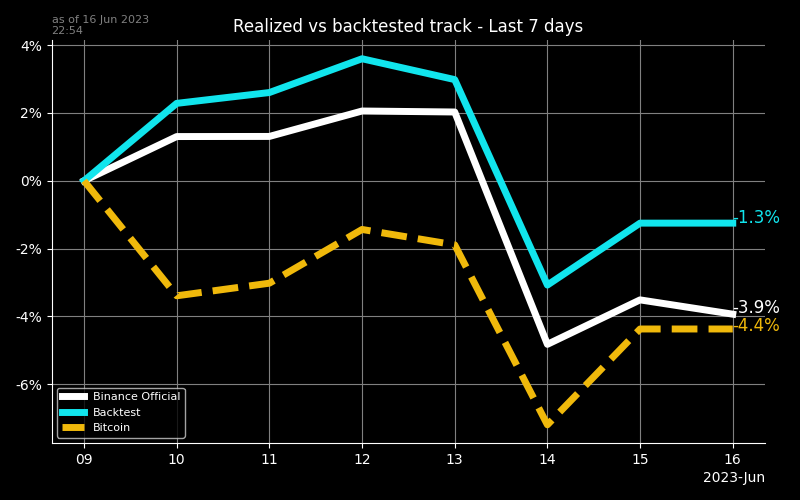 as of 16 Jun 2023
22:54
Realized vs backtested track - Last 7 days
4%
2%
0%
-2%
-4%
-6%
-1.3%
-3.9%
-4.4%
Binance Official
Backtest
Bitcoin
09 10 11 12 13 14 15 16
2023-Jun